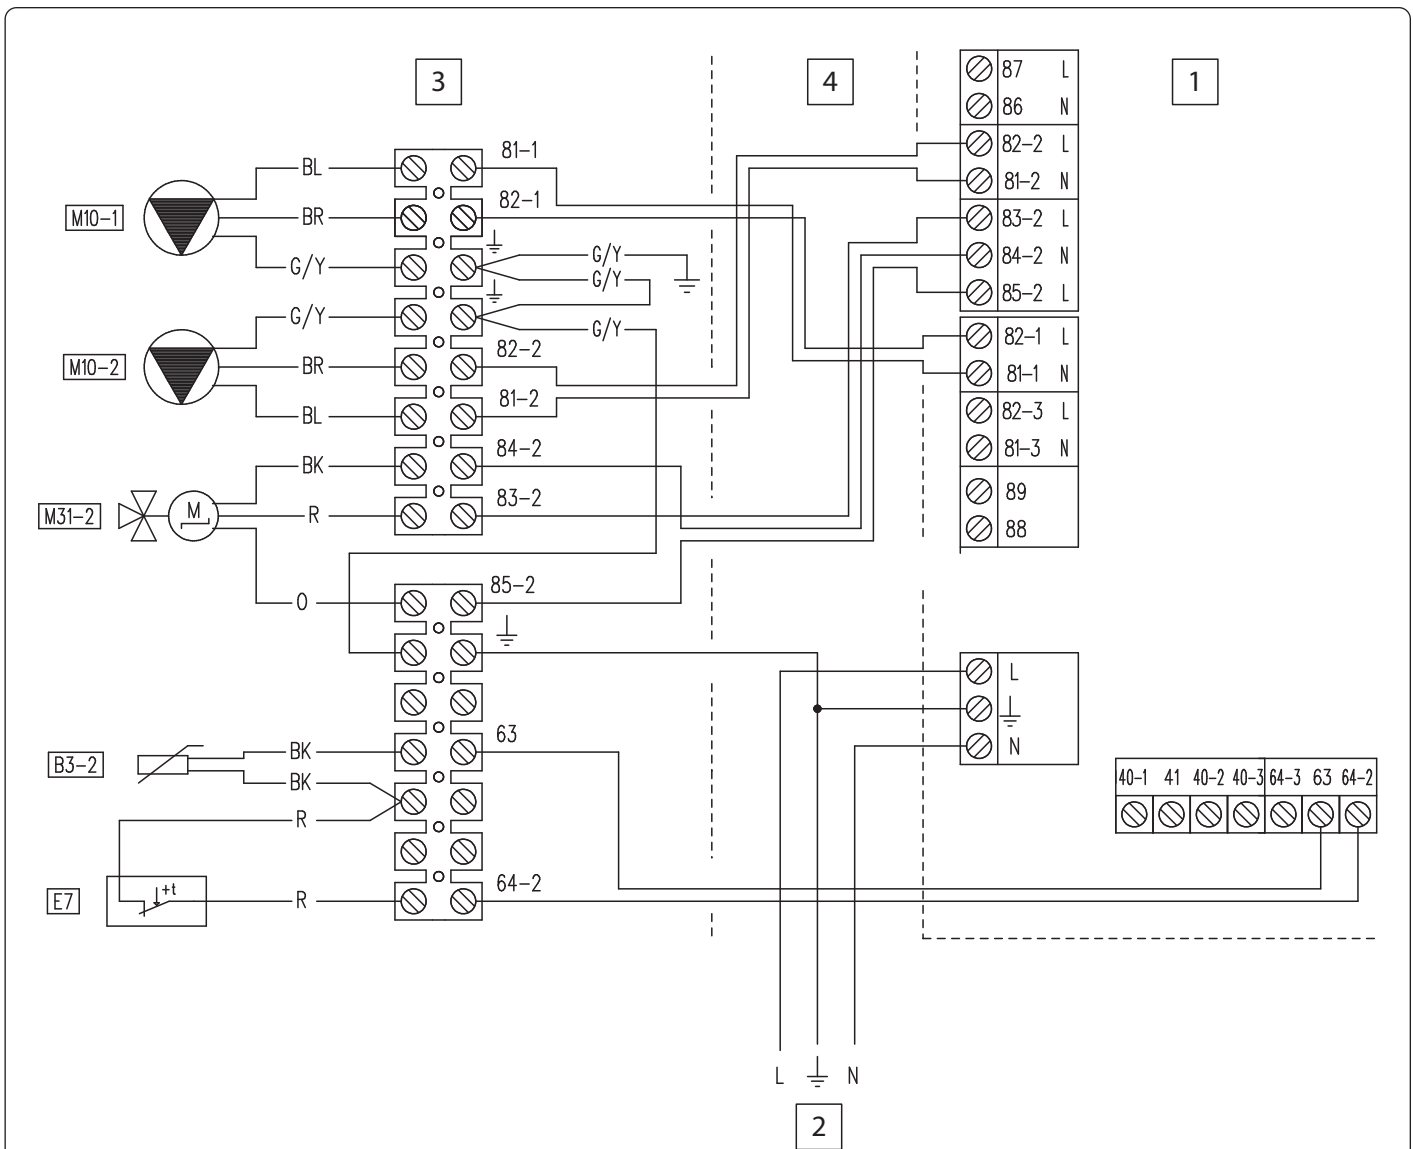 3
4
1
87 L
86 N
82-2 L
81-2 N
83-2 L
84-2 N
85-2 L
82-1 L
81-1 N
82-3 L
81-3 N
89
88
81-1
BL
M10-1
BR
82-1
G/Y
G/Y
G/Y
G/Y
G/Y
82-2
M10-2
BR
81-2
BL
84-2
BK
83-2
M31-2
M
R
85-2
O
L
N
63
B3-2
BK
BK
R
40-1 41 40-2 40-3 64-3 63 64-2
64-2
E7
+t
R
L N
2